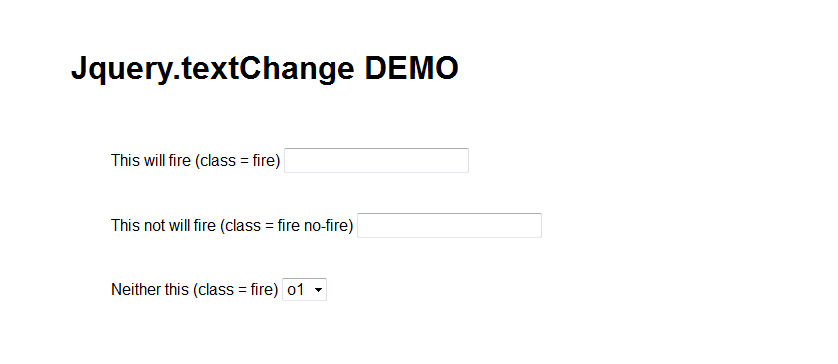 Jquery.textChange DEMO
This will fire (class = fire)
This not will fire (class = fire no-fire)
Neither this (class = fire) o1